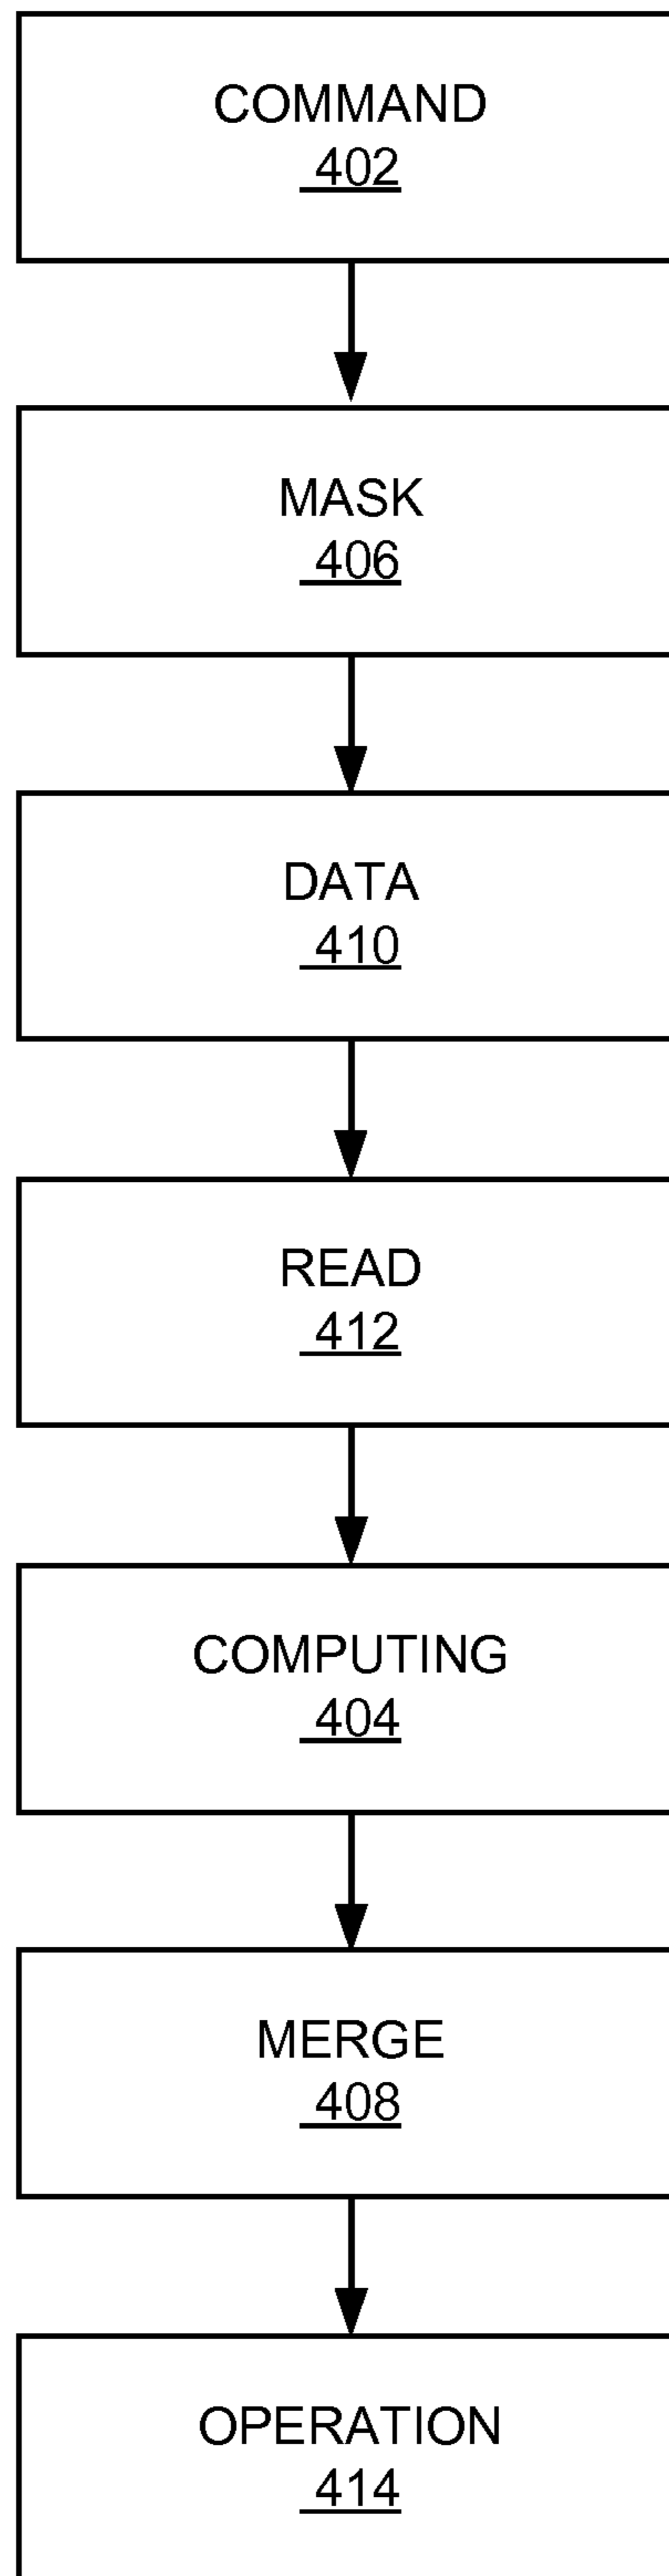 COMMAND
402
MASK
406
DATA
410
READ
412
COMPUTING
404
MERGE
408
OPERATION
414